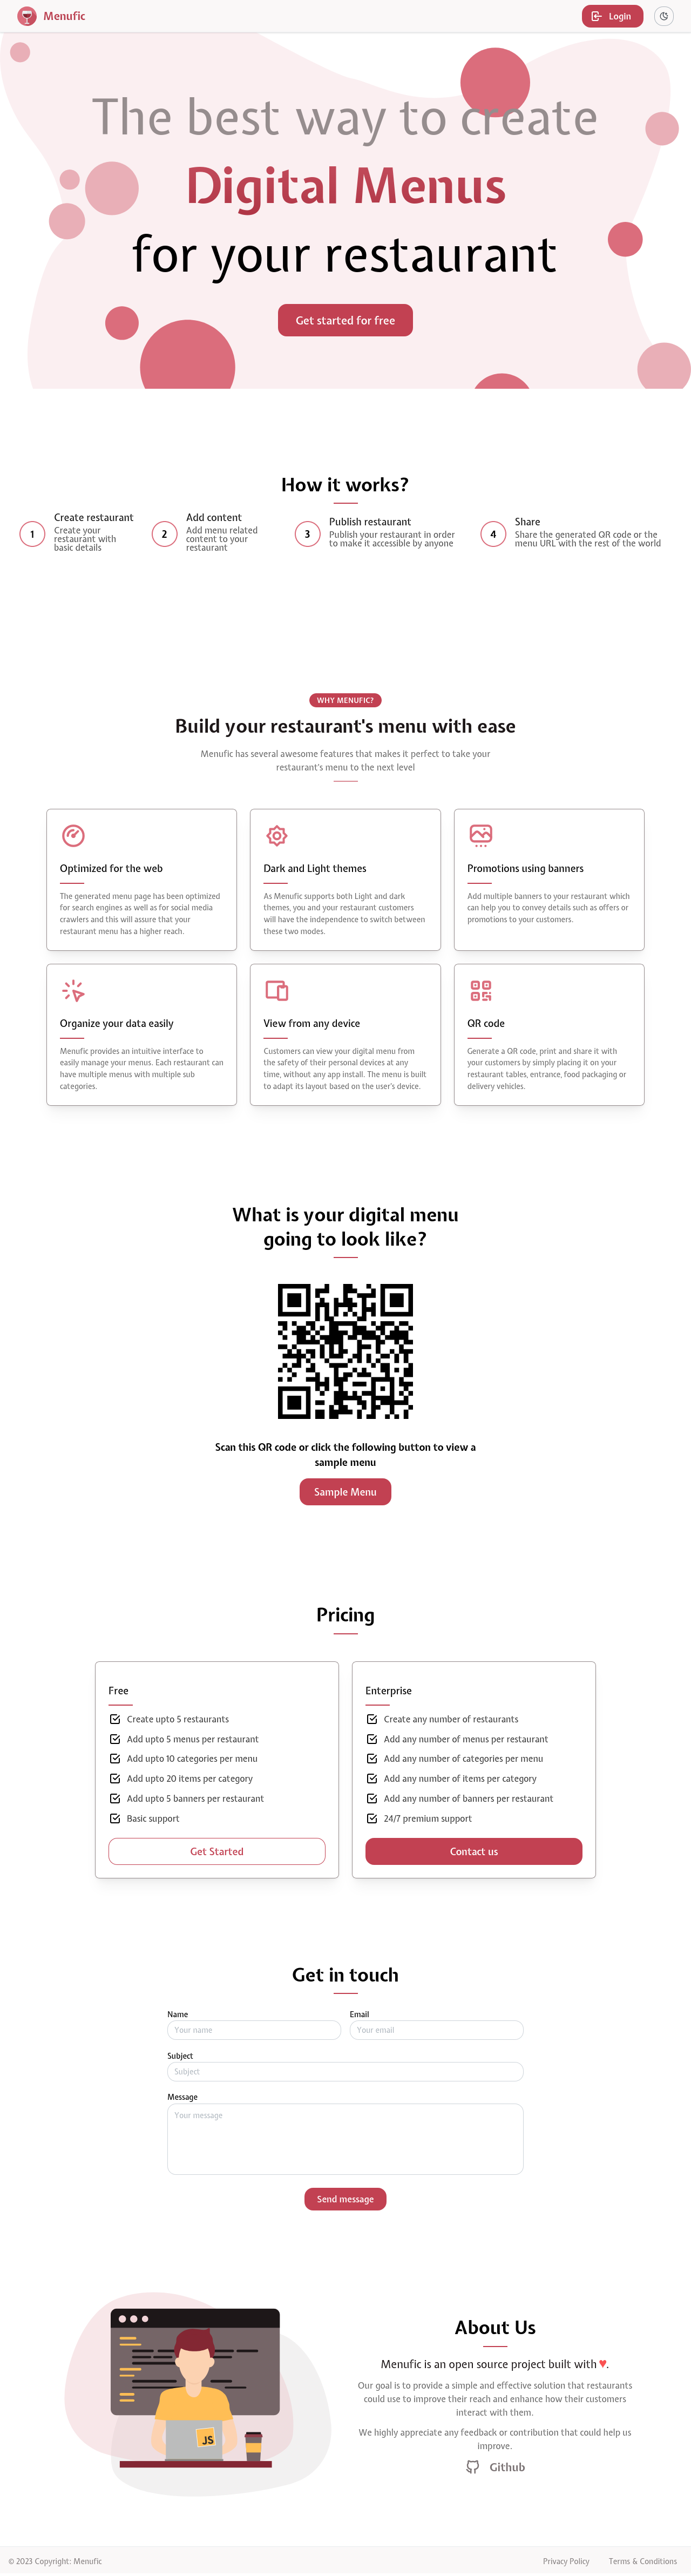 Menufic
Login
The best way to create
Digital Menus
for your restaurant
Get started for free
How it works?
1
Create restaurant
Create your
restaurant with
basic details
2
Add content
Add menu related
content to your
restaurant
3
Publish restaurant
Publish your restaurant in order
to make it accessible by anyone
4
Share
Share the generated QR code or the
menu URL with the rest of the world
WHY MENUFIC?
Build your restaurant's menu with ease
Menufic has several awesome features that makes it perfect to take your
restaurant's menu to the next level
Optimized for the web
The generated menu page has been optimized
for search engines as well as for social media
crawlers and this will assure that your
restaurant menu has a higher reach.
Dark and Light themes
As Menufic supports both Light and dark
themes, you and your restaurant customers
will have the independence to switch between
these two modes.
Promotions using banners
Add multiple banners to your restaurant which
can help you to convey details such as offers or
promotions to your customers.
Organize your data easily
Menufic provides an intuitive interface to
easily manage your menus. Each restaurant can
have multiple menus with multiple sub
categories.
View from any device
Customers can view your digital menu from
the safety of their personal devices at any
time, without any app install. The menu is built
to adapt its layout based on the user's device.
QR code
Generate a QR code, print and share it with
your customers by simply placing it on your
restaurant tables, entrance, food packaging or
delivery vehicles.
What is your digital menu
going to look like?
Scan this QR code or click the following button to view a
sample menu
Sample Menu
Pricing
Free
Create upto 5 restaurants
Add upto 5 menus per restaurant
Add upto 10 categories per menu
Add upto 20 items per category
Add upto 5 banners per restaurant
Basic support
Get Started
Enterprise
Create any number of restaurants
Add any number of menus per restaurant
Add any number of categories per menu
Add any number of items per category
Add any number of banners per restaurant
24/7 premium support
Contact us
Get in touch
Name
Your name
Email
Your email
Subject
Subject
Message
Your message
Send message
JS
About Us
Menufic is an open source project built with ♥.
Our goal is to provide a simple and effective solution that restaurants
could use to improve their reach and enhance how their customers
interact with them.
We highly appreciate any feedback or contribution that could help us
improve.
Github
© 2023 Copyright: Menufic
Privacy Policy
Terms & Conditions